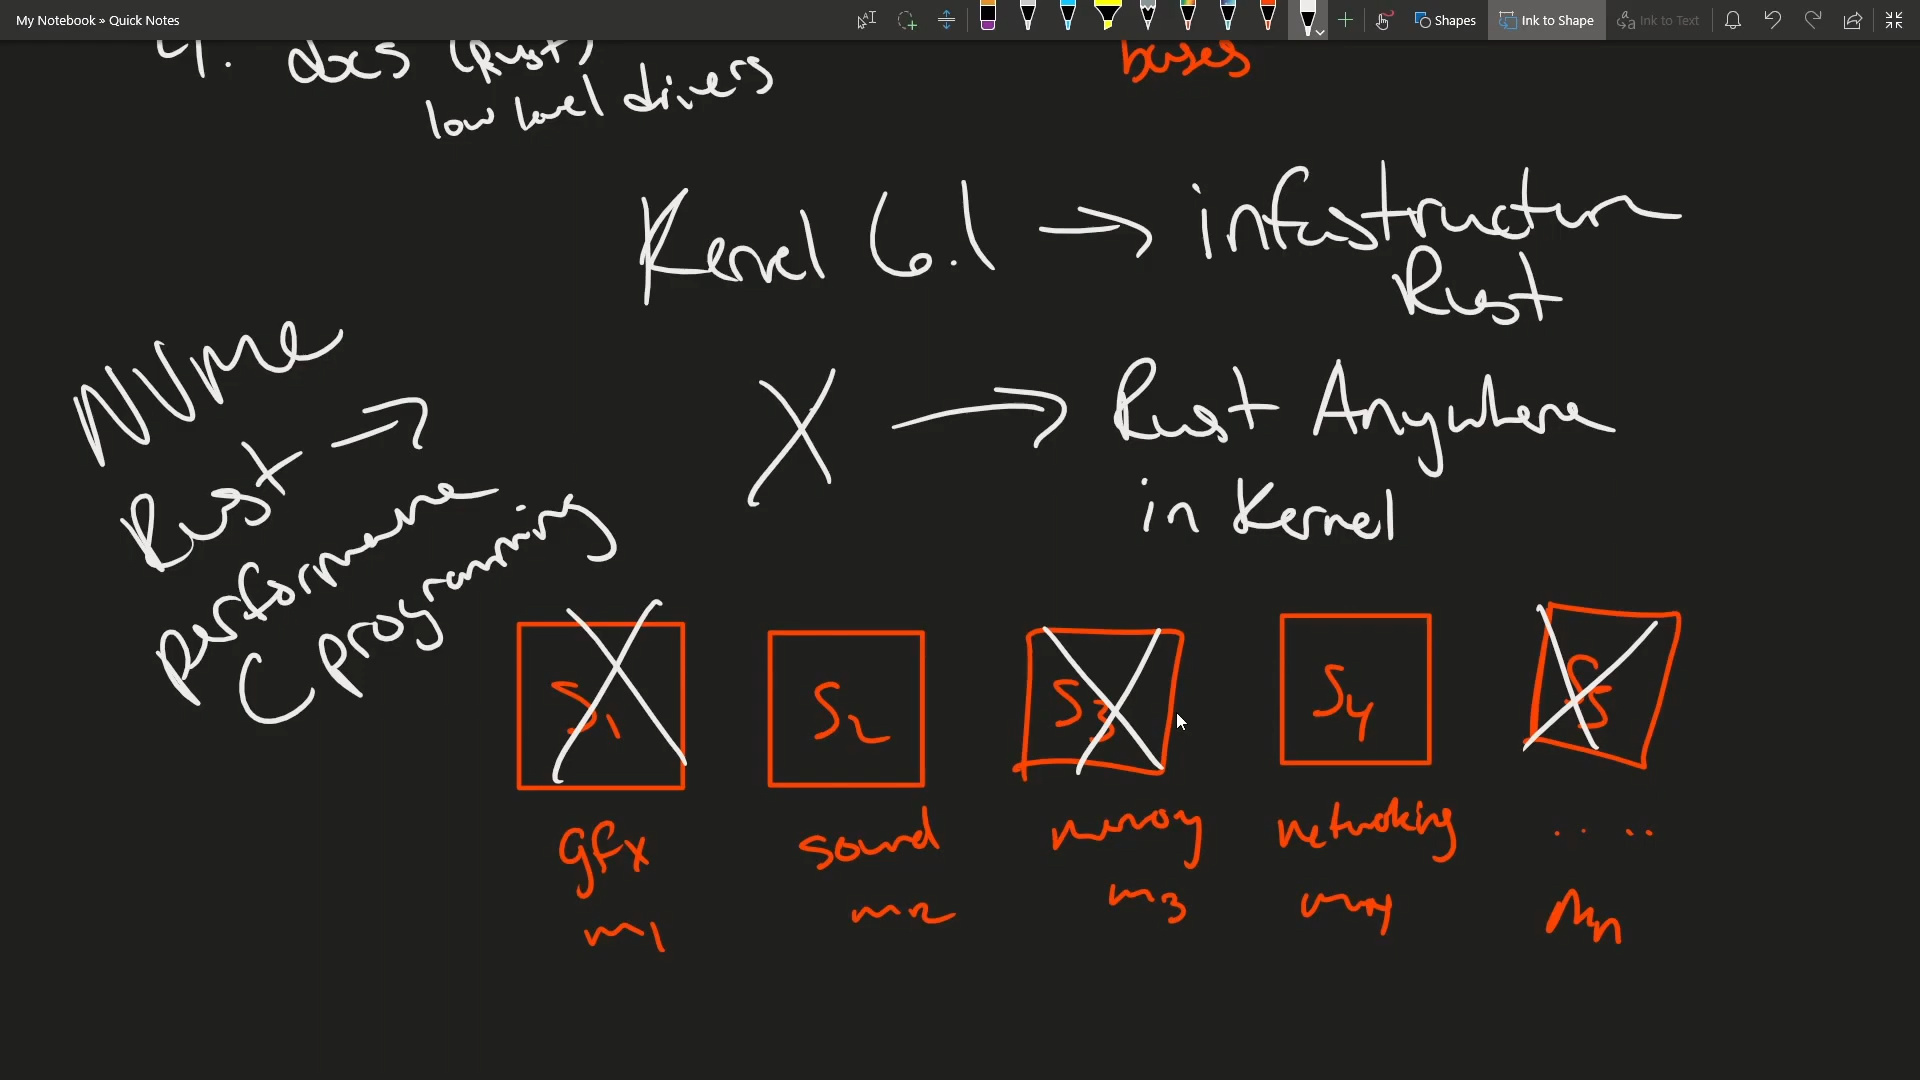 My Notebook » Quick Notes
Shapes
Ink to Shape
Ink to Text
4. docs (Rust)
low level drivers
buses
Kernel 6.1 → infastructure
Rust
NVMe
Rust →
performance
C programming
X → Rust Anywhere
in Kernel
S1 S2 S3 S4 S5
gfx sound memory networking ....
m1 m2 m3 m4 Mn